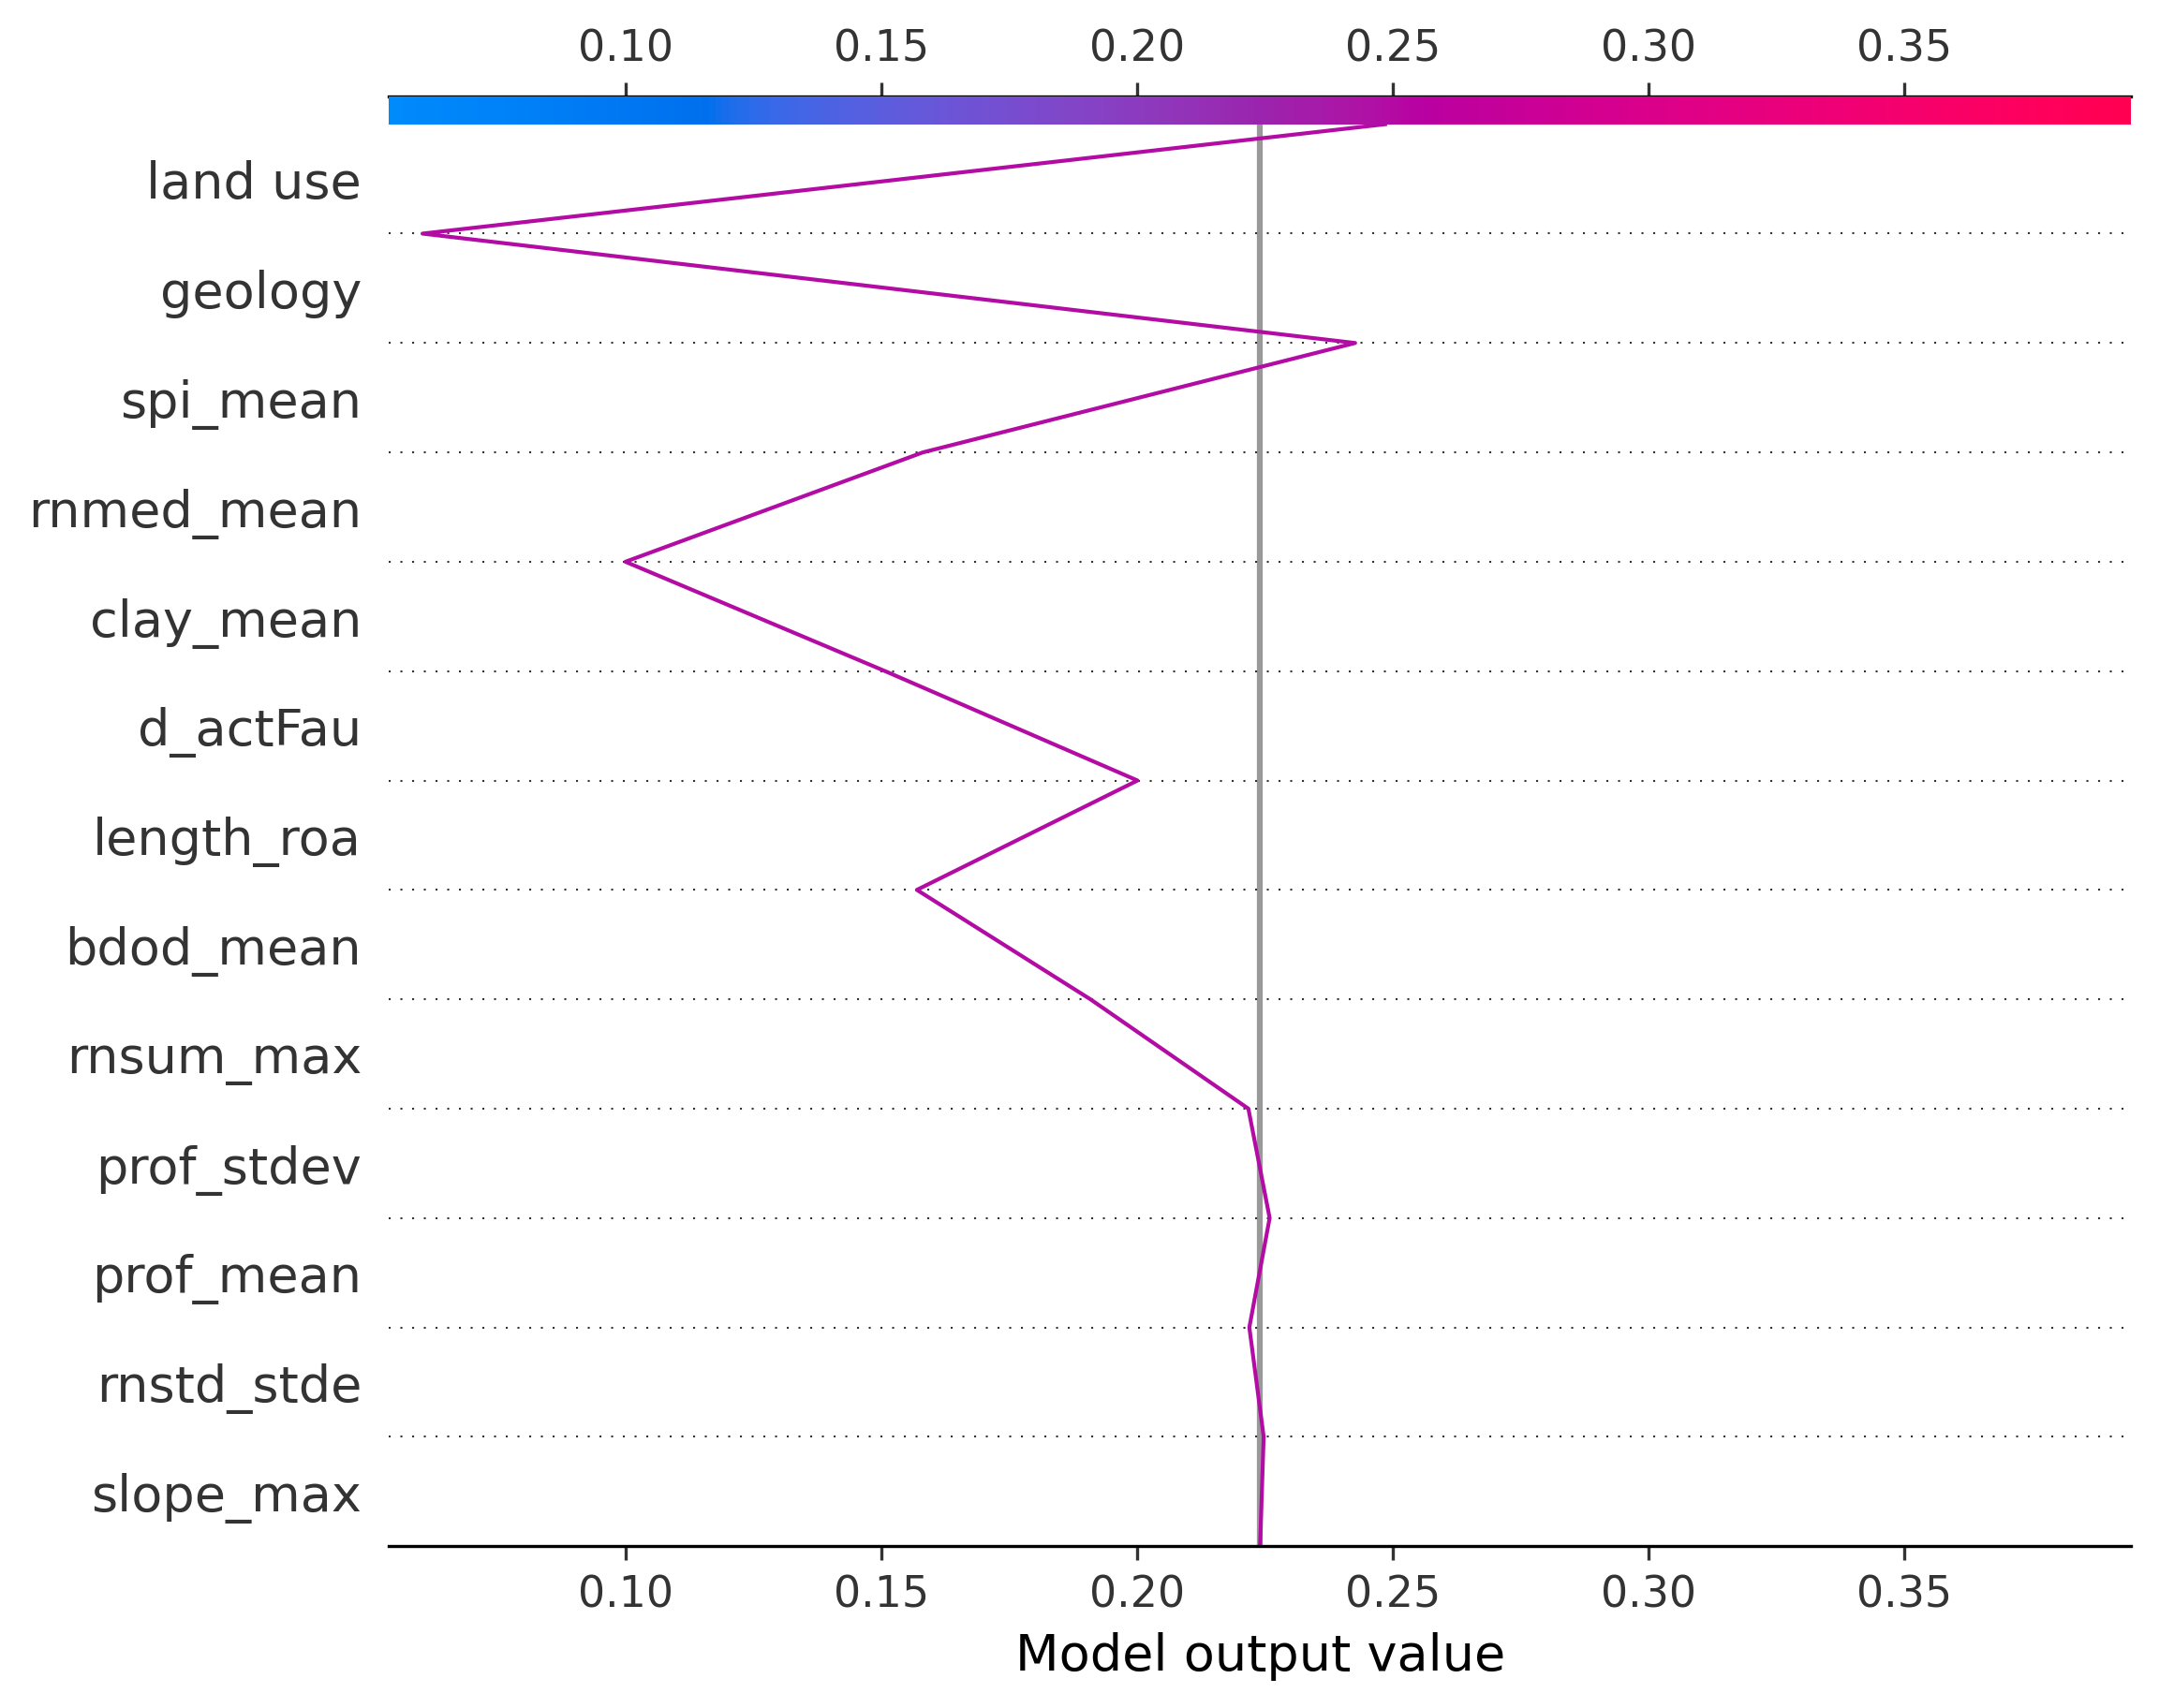 0.10 0.15 0.20 0.25 0.30 0.35
land use
geology
spi_mean
rnmed_mean
clay_mean
d_actFau
length_roa
bdod_mean
rnsum_max
prof_stdev
prof_mean
rnstd_stde
slope_max
0.10 0.15 0.20 0.25 0.30 0.35
Model output value